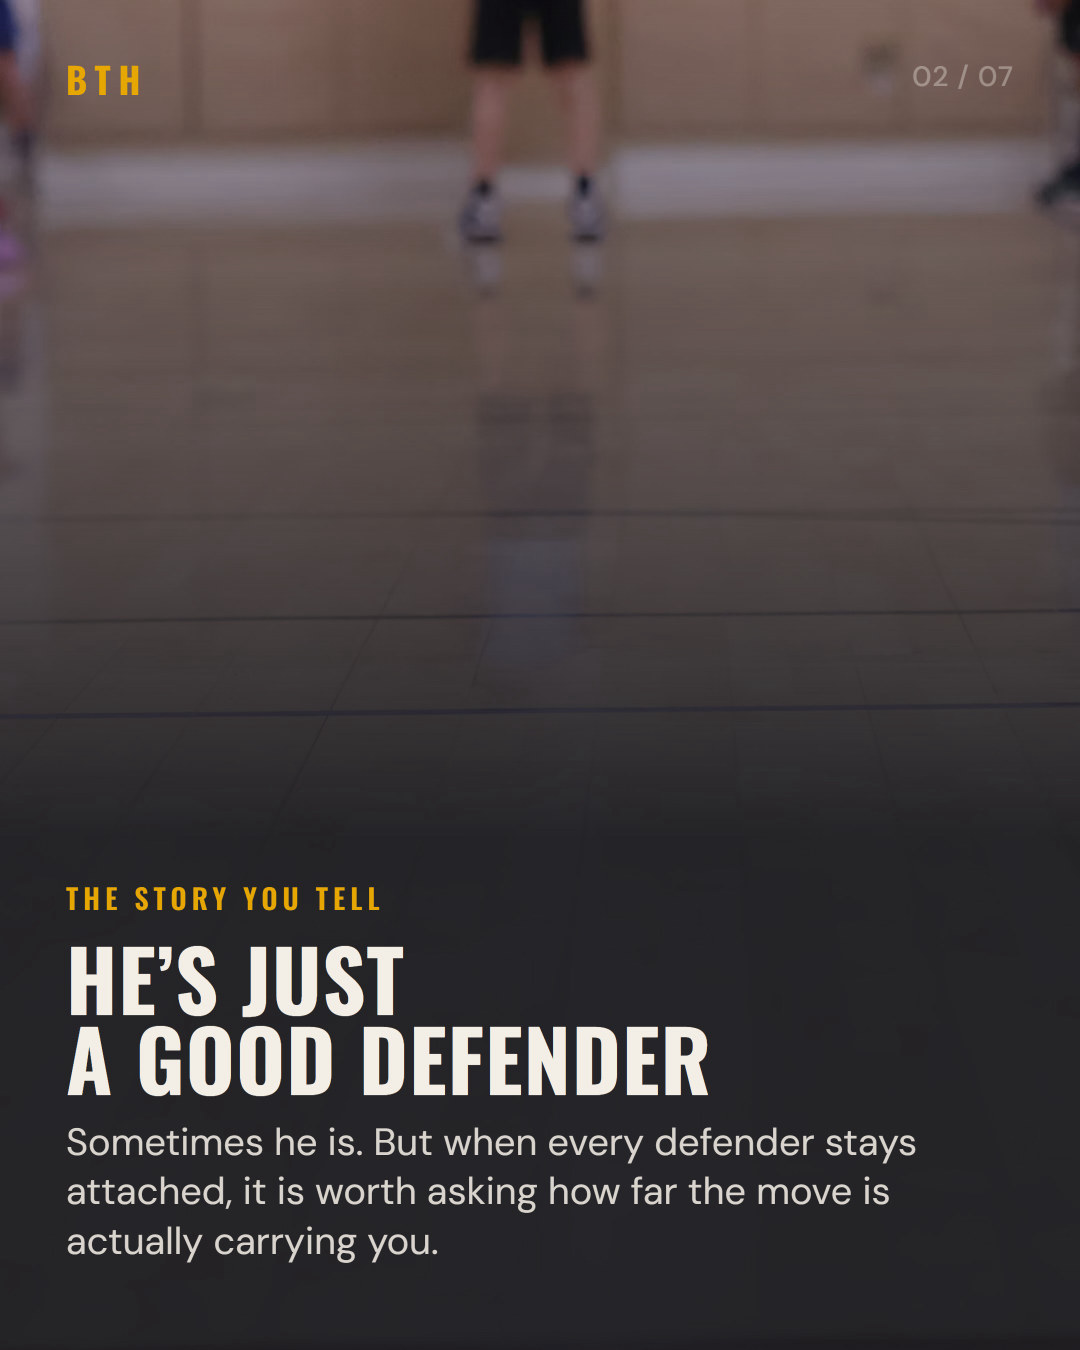 BTH
02 / 07
THE STORY YOU TELL
HE’S JUST
A GOOD DEFENDER
Sometimes he is. But when every defender stays
attached, it is worth asking how far the move is
actually carrying you.